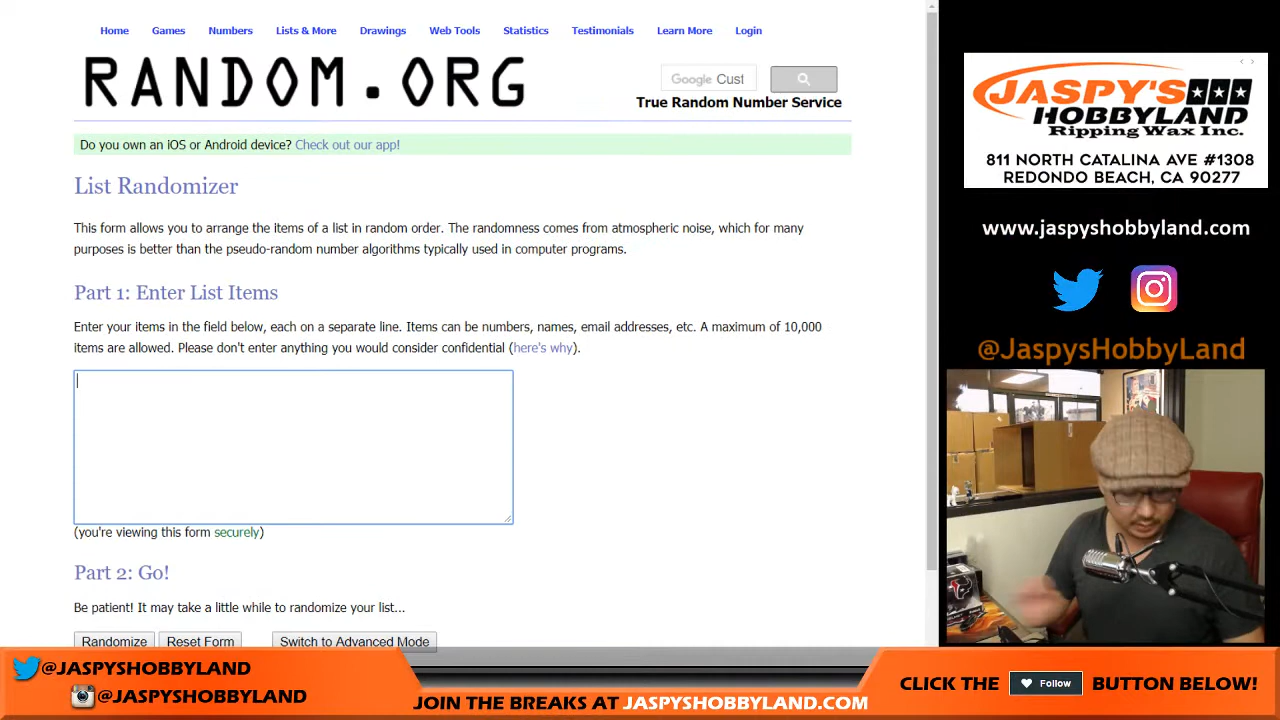 Home Games Numbers Lists & More Drawings Web Tools Statistics Testimonials Learn More Login
RANDOM.ORG
Google Cust
True Random Number Service
Do you own an iOS or Android device? Check out our app!
List Randomizer
This form allows you to arrange the items of a list in random order. The randomness comes from atmospheric noise, which for many
purposes is better than the pseudo-random number algorithms typically used in computer programs.
Part 1: Enter List Items
Enter your items in the field below, each on a separate line. Items can be numbers, names, email addresses, etc. A maximum of 10,000
items are allowed. Please don't enter anything you would consider confidential (here's why).
(you're viewing this form securely)
Part 2: Go!
Be patient! It may take a little while to randomize your list...
Randomize Reset Form Switch to Advanced Mode
JASPY'S
HOBBYLAND
Ripping Wax Inc.
811 NORTH CATALINA AVE #1308
REDONDO BEACH, CA 90277
www.jaspyshobbyland.com
@JaspysHobbyLand
@JASPYSHOBBYLAND
@JASPYSHOBBYLAND
JOIN THE BREAKS AT JASPYSHOBBYLAND.COM
CLICK THE Follow BUTTON BELOW!